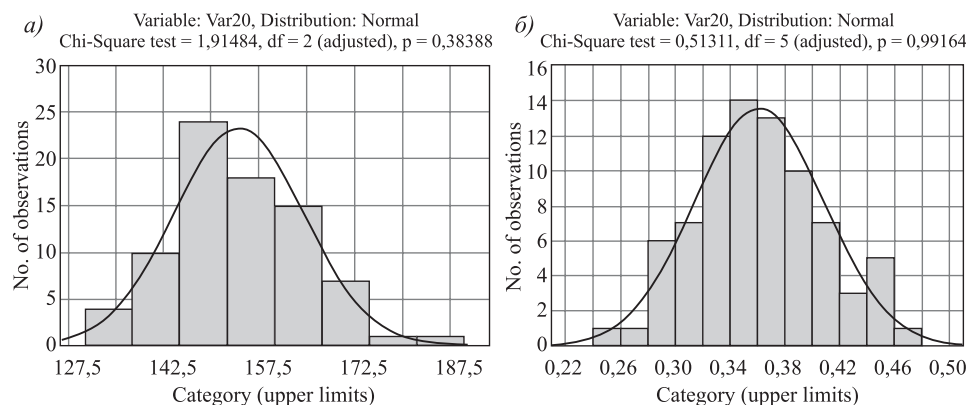 а)
Variable: Var20, Distribution: Normal
Chi-Square test = 1,91484, df = 2 (adjusted), p = 0,38388
No. of observations
30
25
20
15
10
5
0
127,5 142,5 157,5 172,5 187,5
Category (upper limits)
б)
Variable: Var20, Distribution: Normal
Chi-Square test = 0,51311, df = 5 (adjusted), p = 0,99164
No. of observations
16
14
12
10
8
6
4
2
0
0,22 0,26 0,30 0,34 0,38 0,42 0,46 0,50
Category (upper limits)